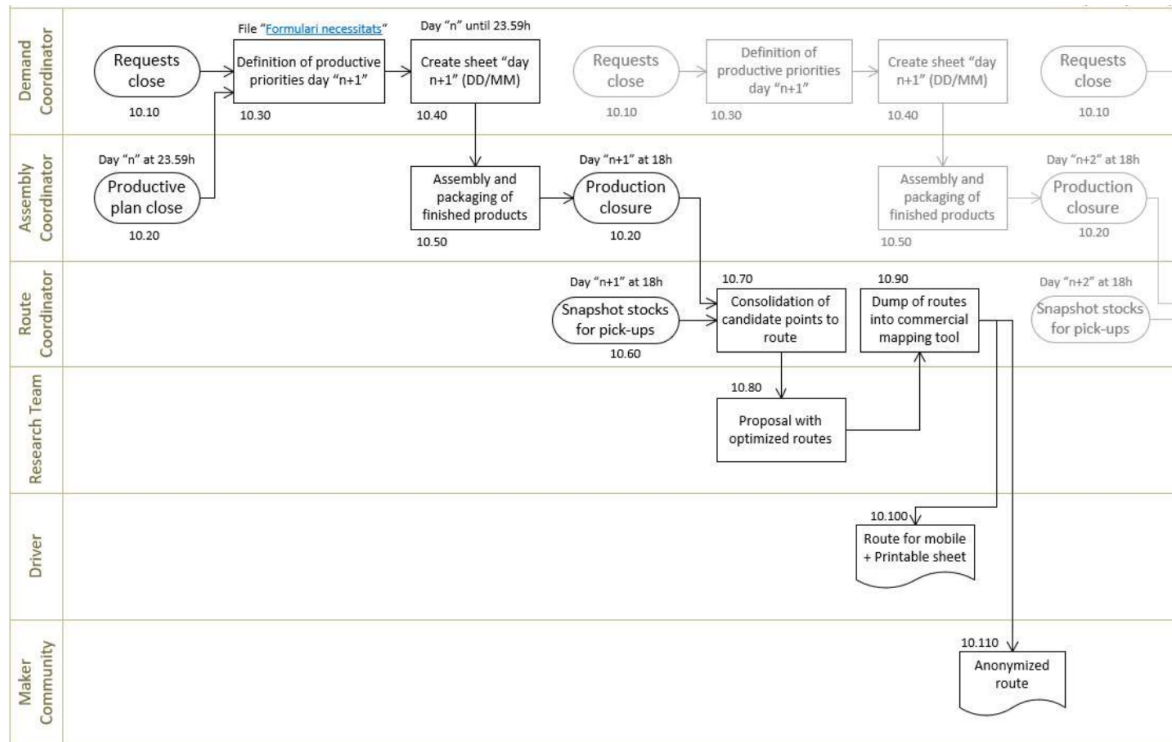 Demand
Coordinator
File “Formulari necessitats“
Day “n” until 23.59h
Requests
close
10.10
Definition of productive
priorities day “n+1”
10.30
Create sheet “day
n+1” (DD/MM)
10.40
Requests
close
10.10
Definition of
productive priorities
day “n+1”
10.30
Create sheet “day
n+1” (DD/MM)
10.40
Requests
close
10.10
Assembly
Coordinator
Day “n” at 23.59h
Productive
plan close
10.20
Assembly and
packaging of
finished products
10.50
Day “n+1” at 18h
Production
closure
10.20
Assembly and
packaging of
finished products
10.50
Day “n+2” at 18h
Production
closure
10.20
Route
Coordinator
Day “n+1” at 18h
Snapshot stocks
for pick-ups
10.60
10.70
Consolidation of
candidate points to
route
10.90
Dump of routes
into commercial
mapping tool
Day “n+2” at 18h
Snapshot stocks
for pick-ups
10.60
Research Team
10.80
Proposal with
optimized routes
Driver
10.100
Route for mobile
+ Printable sheet
Maker
Community
10.110
Anonymized
route